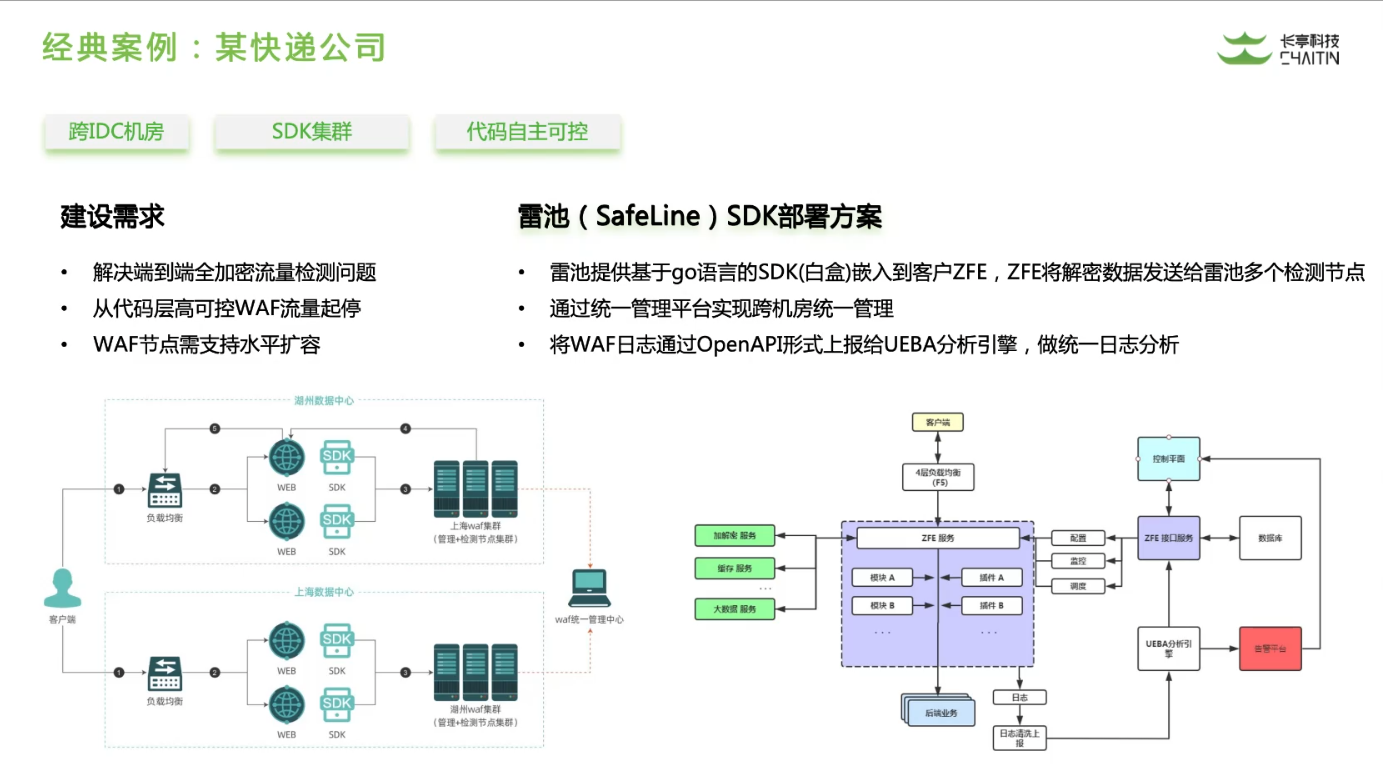 经典案例：某快递公司
长亭科技
CHAITIN
跨IDC机房
SDK集群
代码自主可控
建设需求
• 解决端到端全加密流量检测问题
• 从代码层高可控WAF流量起停
• WAF节点需支持水平扩容
雷池（SafeLine）SDK部署方案
• 雷池提供基于go语言的SDK(白盒)嵌入到客户ZFE，ZFE将解密数据发送给雷池多个检测节点
• 通过统一管理平台实现跨机房统一管理
• 将WAF日志通过OpenAPI形式上报给UEBA分析引擎，做统一日志分析
湖州数据中心
5
4
1
2
3
负载均衡
WEB
SDK
SDK
WEB
SDK
SDK
上海waf集群
(管理+检测节点集群)
客户端
waf统一管理中心
上海数据中心
1
2
3
负载均衡
WEB
SDK
SDK
WEB
SDK
SDK
湖州waf集群
(管理+检测节点集群)
客户端
4层负载均衡
(F5)
加解密 服务
缓存 服务
...
大数据 服务
ZFE 服务
模块 A
插件 A
模块 B
插件 B
...
...
配置
监控
调度
控制平面
ZFE 接口服务
数据库
UEBA分析引
擎
告警平台
后端业务
日志
日志清洗上
报